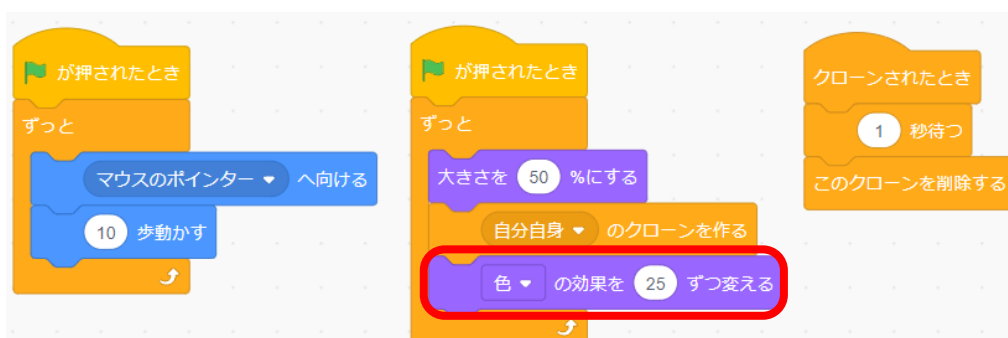 が押されたとき
ずっと
マウスのポインター へ向ける
10 歩動かす
が押されたとき
ずっと
大きさを 50 %にする
自分自身 のクローンを作る
色 の効果を 25 ずつ変える
クローンされたとき
1 秒待つ
このクローンを削除する